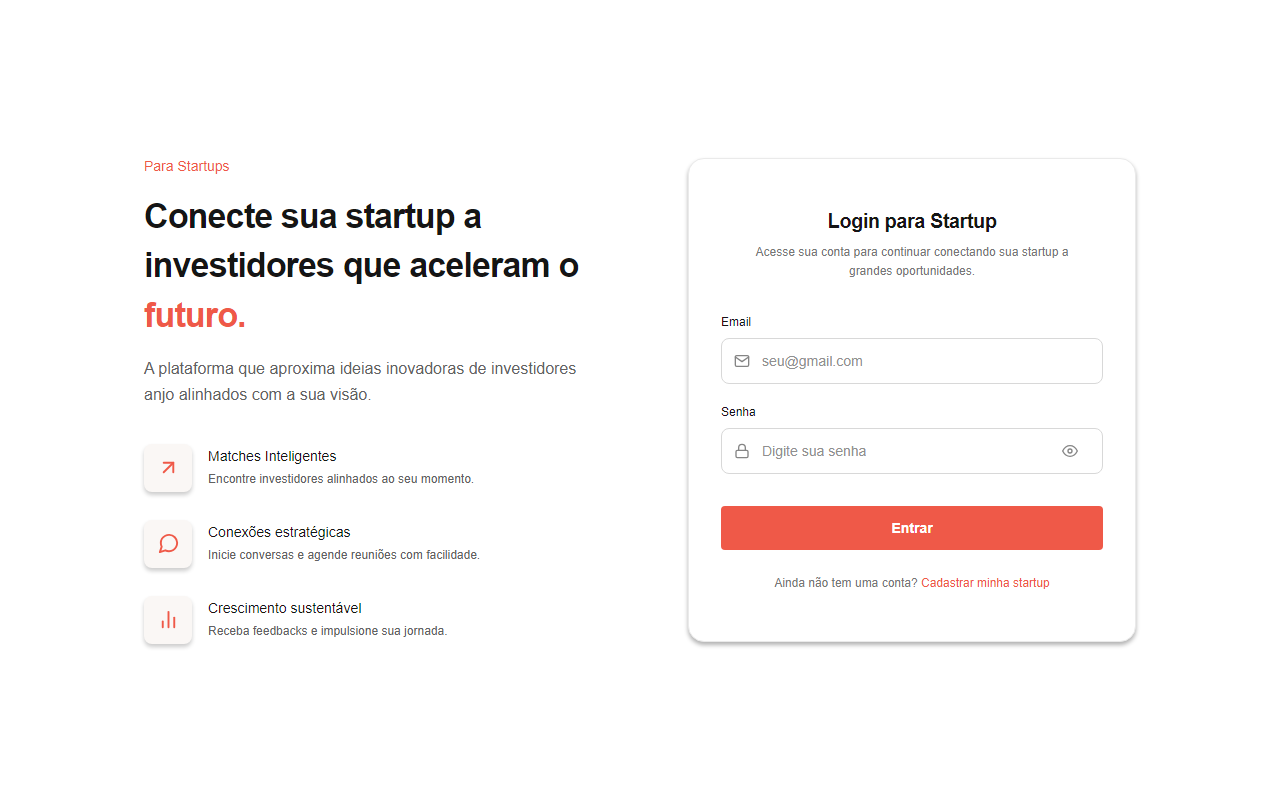 Para Startups
Conecte sua startup a
investidores que aceleram o
futuro.
A plataforma que aproxima ideias inovadoras de investidores
anjo alinhados com a sua visão.
Matches Inteligentes
Encontre investidores alinhados ao seu momento.
Conexões estratégicas
Inicie conversas e agende reuniões com facilidade.
Crescimento sustentável
Receba feedbacks e impulsione sua jornada.
Login para Startup
Acesse sua conta para continuar conectando sua startup a
grandes oportunidades.
Email
seu@gmail.com
Senha
Digite sua senha
Entrar
Ainda não tem uma conta? Cadastrar minha startup